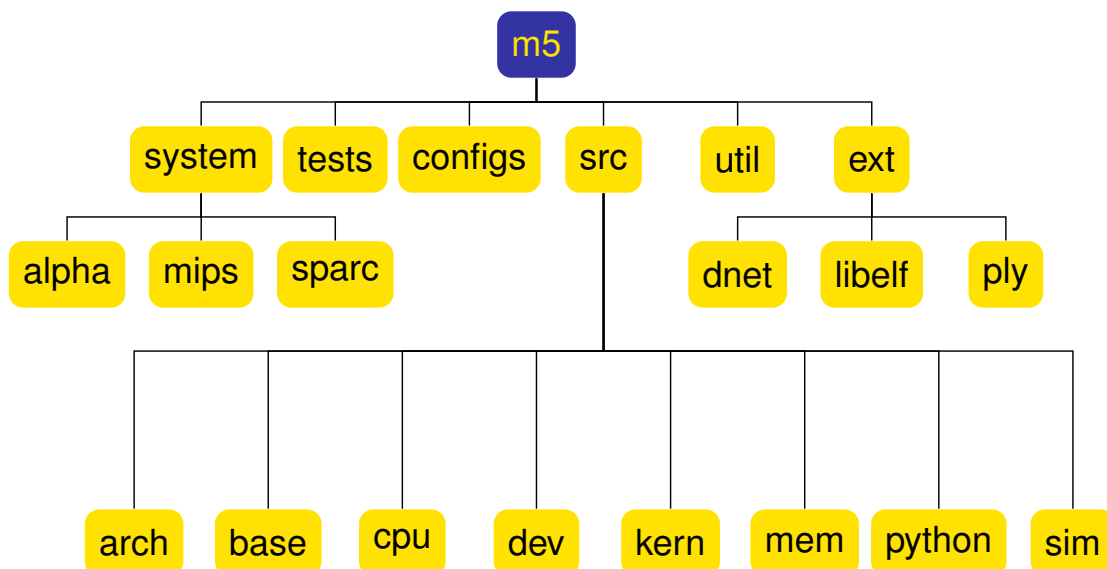 m5
system tests configs src util ext
alpha mips sparc dnet libelf ply
arch base cpu dev kern mem python sim